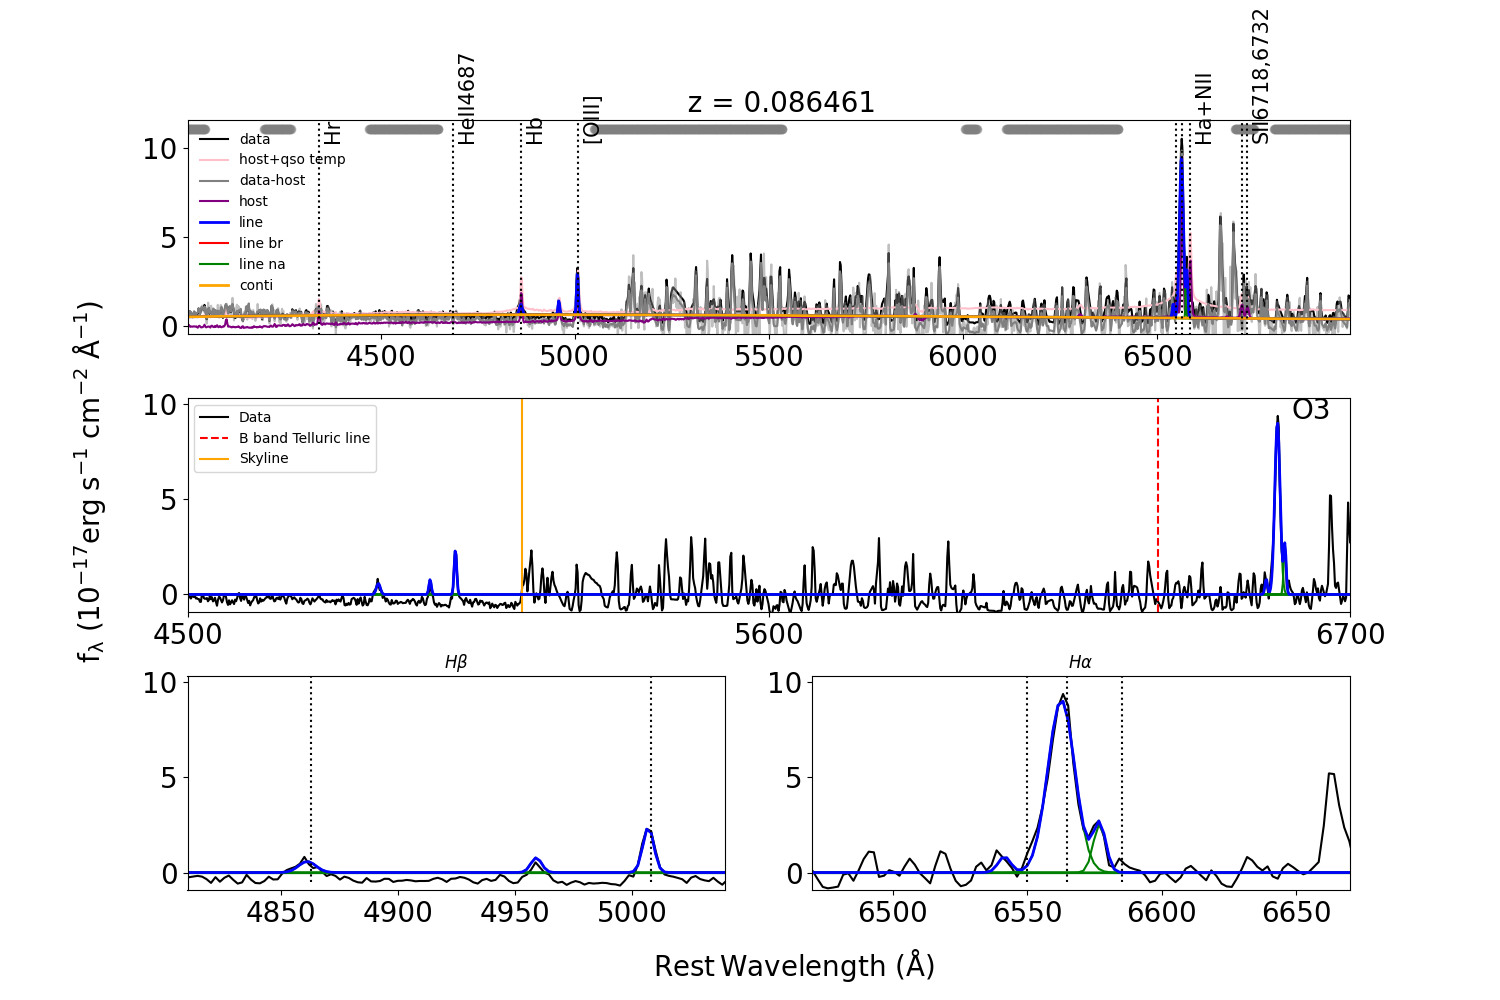 z = 0.086461
Hr
HeII4687
Hb
[OIII]
Ha+NII
SII6718,6732
data
host+qso temp
data-host
host
line
line br
line na
conti
10
5
0
4500
5000
5500
6000
6500
fλ (10⁻¹⁷erg s⁻¹ cm⁻² Å⁻¹)
Data
B band Telluric line
Skyline
O3
10
5
0
4500
5600
6700
Hβ
10
5
0
4850
4900
4950
5000
Hα
10
5
0
6500
6550
6600
6650
Rest Wavelength (Å)